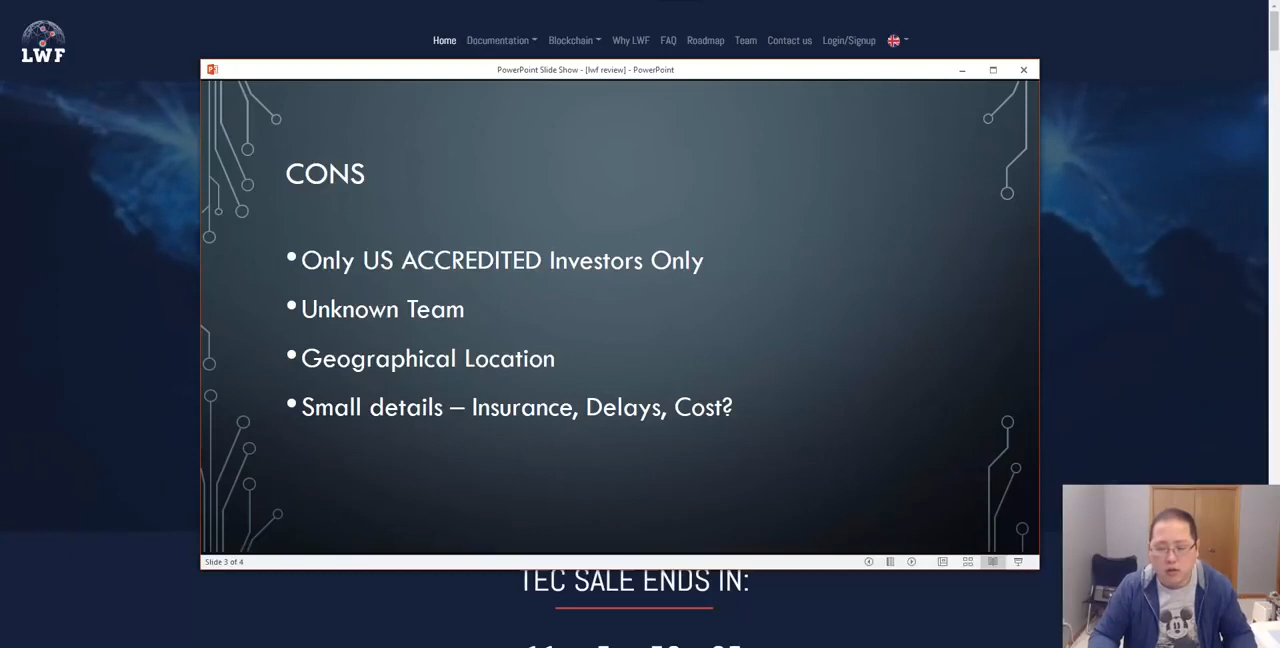 LWF
Home Documentation Blockchain Why LWF FAQ Roadmap Team Contact us Login/Signup
PowerPoint Slide Show - [lwf review] - PowerPoint
CONS
•Only US ACCREDITED Investors Only
•Unknown Team
•Geographical Location
•Small details – Insurance, Delays, Cost?
Slide 3 of 4
TEC SALE ENDS IN: